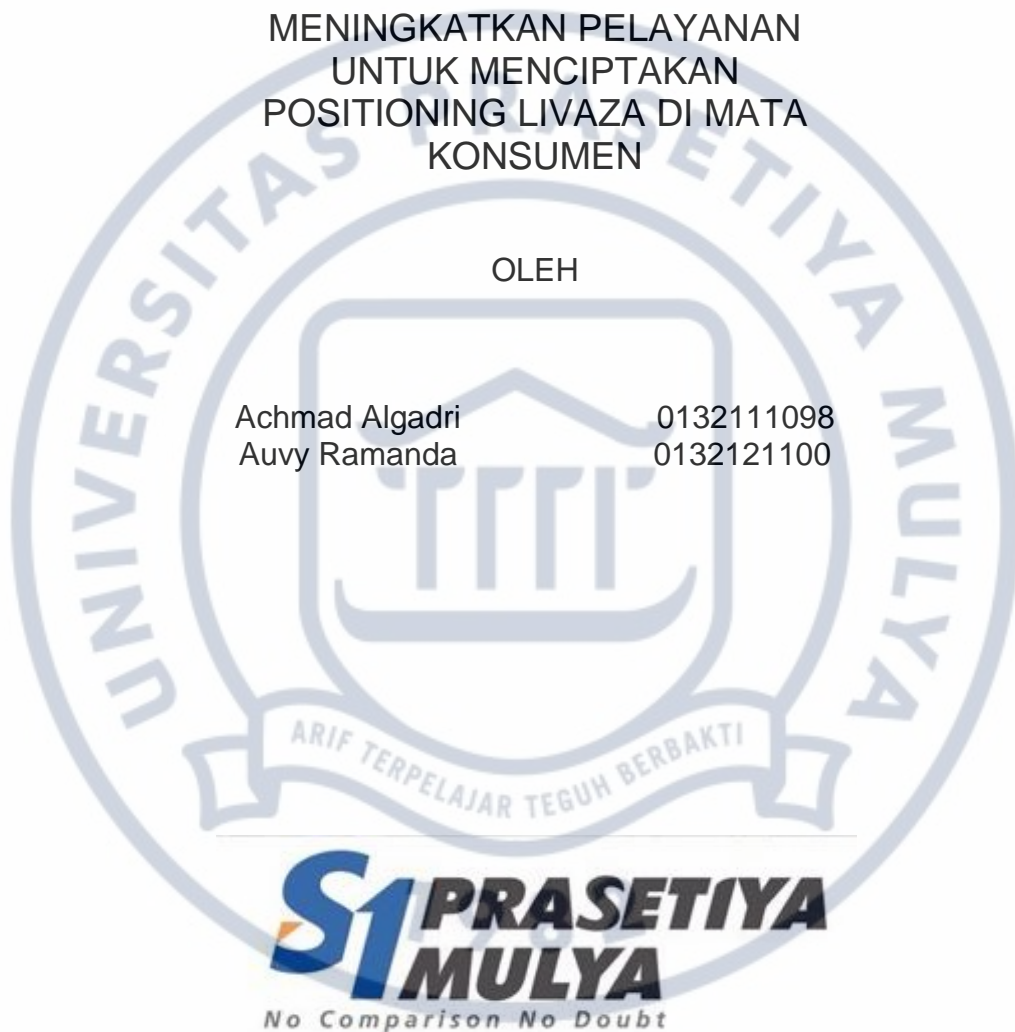 MENINGKATKAN PELAYANAN
UNTUK MENCIPTAKAN
POSITIONING LIVAZA DI MATA
KONSUMEN
OLEH
Achmad Algadri 0132111098
Auvy Ramanda 0132121100
UNIVERSITAS PRASETIYA MULYA
ARIF TERPELAJAR TEGUH BERBAKTI
S1 PRASETIYA
MULYA
No Comparison No Doubt